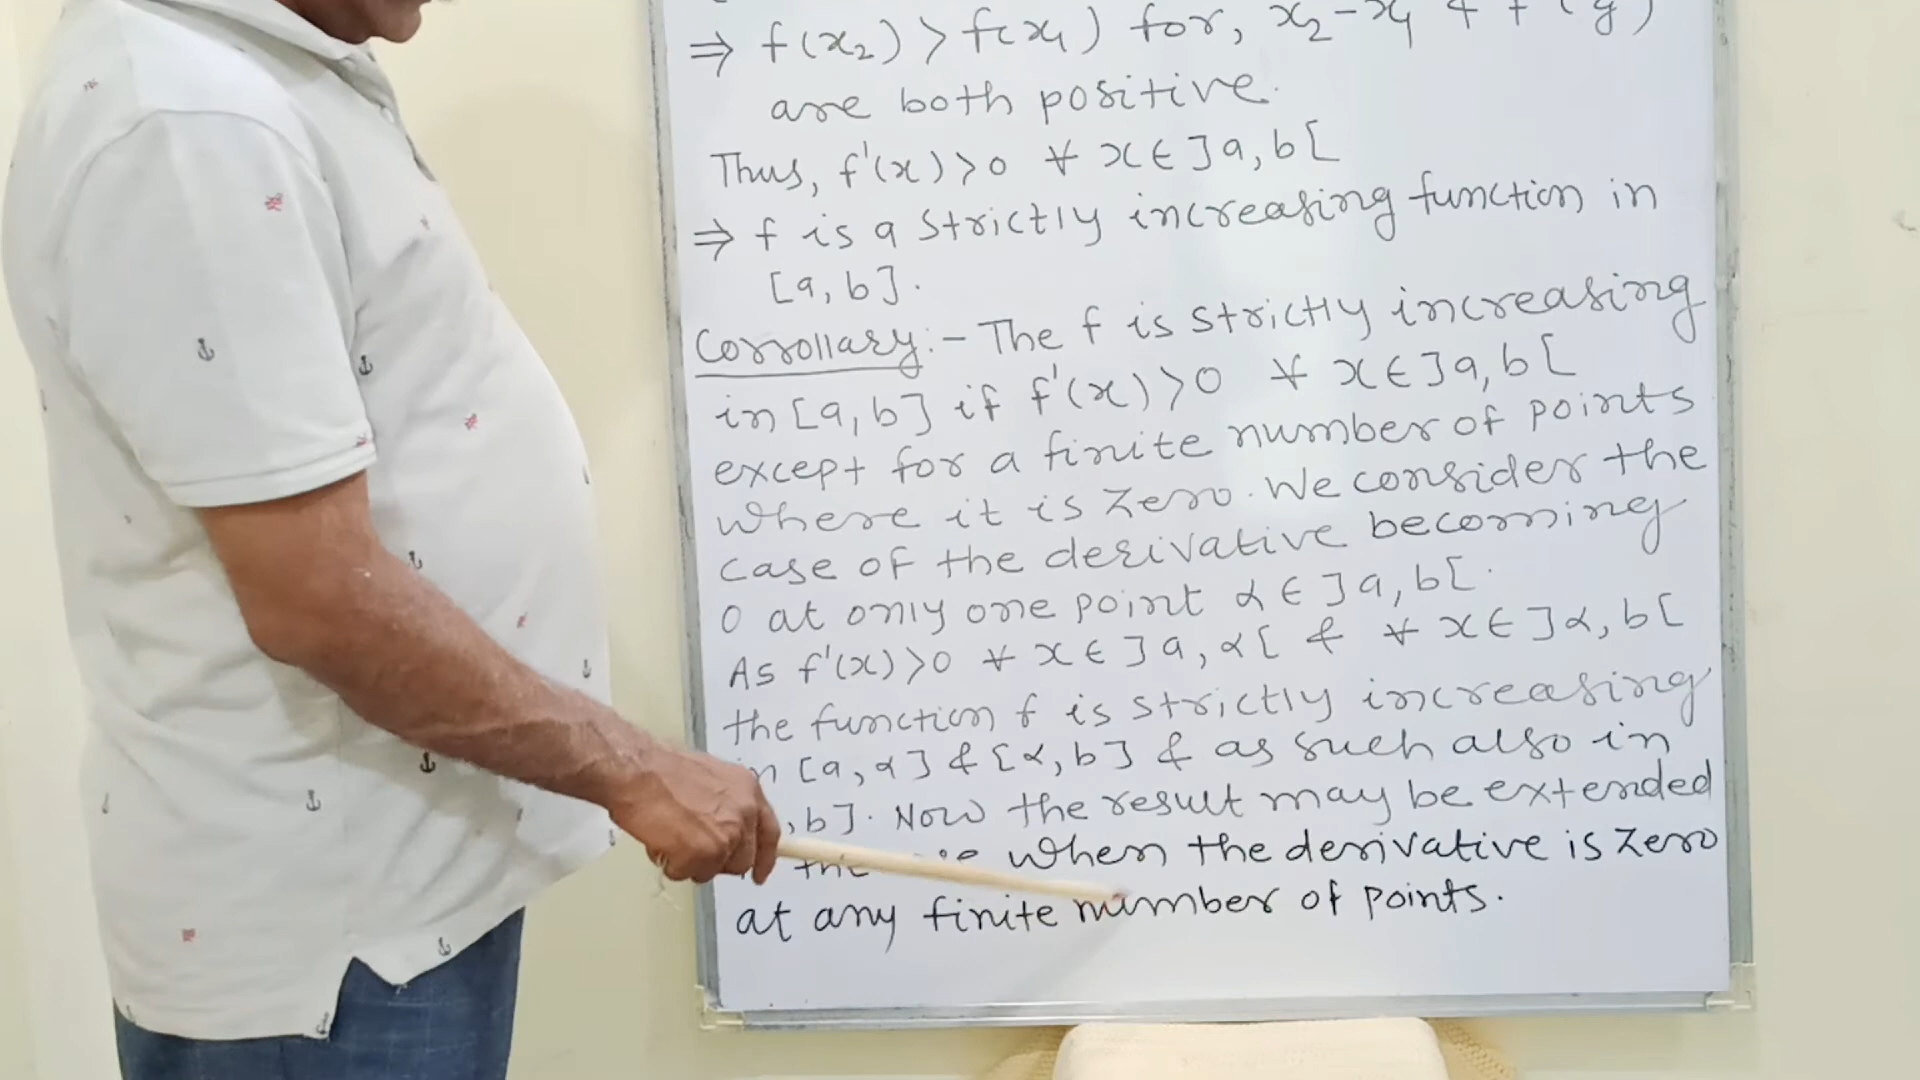 ⇒ f(x₂) > f(x₁) for, x₂-x₁ &
are both positive.
Thus, f'(x) > 0 ∀ x ∈ ]a, b[
⇒ f is a strictly increasing function in
[a, b].
Corrollary:- The f is strictly increasing
in [a, b] if f'(x) > 0 ∀ x ∈ ]a, b[
except for a finite number of points
where it is zero. We consider the
case of the derivative becoming
0 at only one point α ∈ ]a, b[.
As f'(x) > 0 ∀ x ∈ ]a, α[ & ∀ x ∈ ]α, b[
the function f is strictly increasing
in [a, α] & [α, b] & as such also in
, b]. Now the result may be extended
the when the derivative is zero
at any finite number of points.